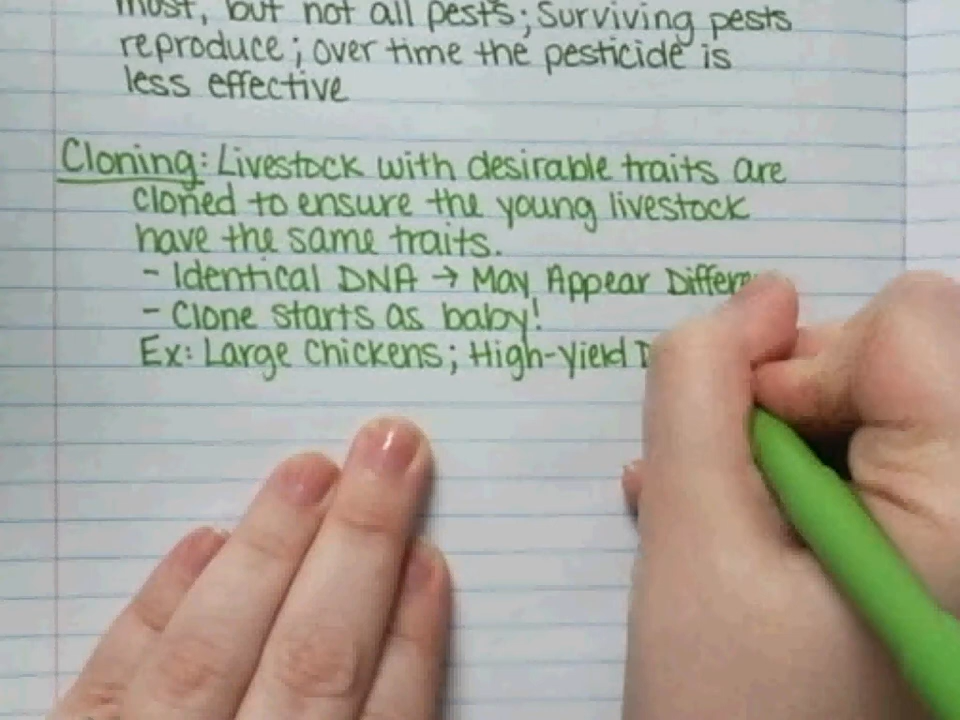 most, but not all pests; Surviving pests
reproduce; over time the pesticide is
less effective
Cloning: Livestock with desirable traits are
cloned to ensure the young livestock
have the same traits.
- Identical DNA → May Appear
- Clone starts as baby!
Ex: Large Chickens; High-Yield